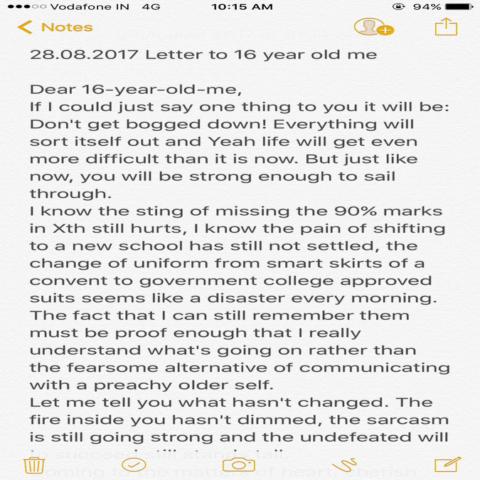 Vodafone IN 4G 10:15 AM 94%
Notes
28.08.2017 Letter to 16 year old me
Dear 16-year-old-me,
If I could just say one thing to you it will be:
Don't get bogged down! Everything will
sort itself out and Yeah life will get even
more difficult than it is now. But just like
now, you will be strong enough to sail
through.
I know the sting of missing the 90% marks
in Xth still hurts, I know the pain of shifting
to a new school has still not settled, the
change of uniform from smart skirts of a
convent to government college approved
suits seems like a disaster every morning.
The fact that I can still remember them
must be proof enough that I really
understand what's going on rather than
the fearsome alternative of communicating
with a preachy older self.
Let me tell you what hasn't changed. The
fire inside you hasn't dimmed, the sarcasm
is still going strong and the undefeated will
to succeed still stands tall.